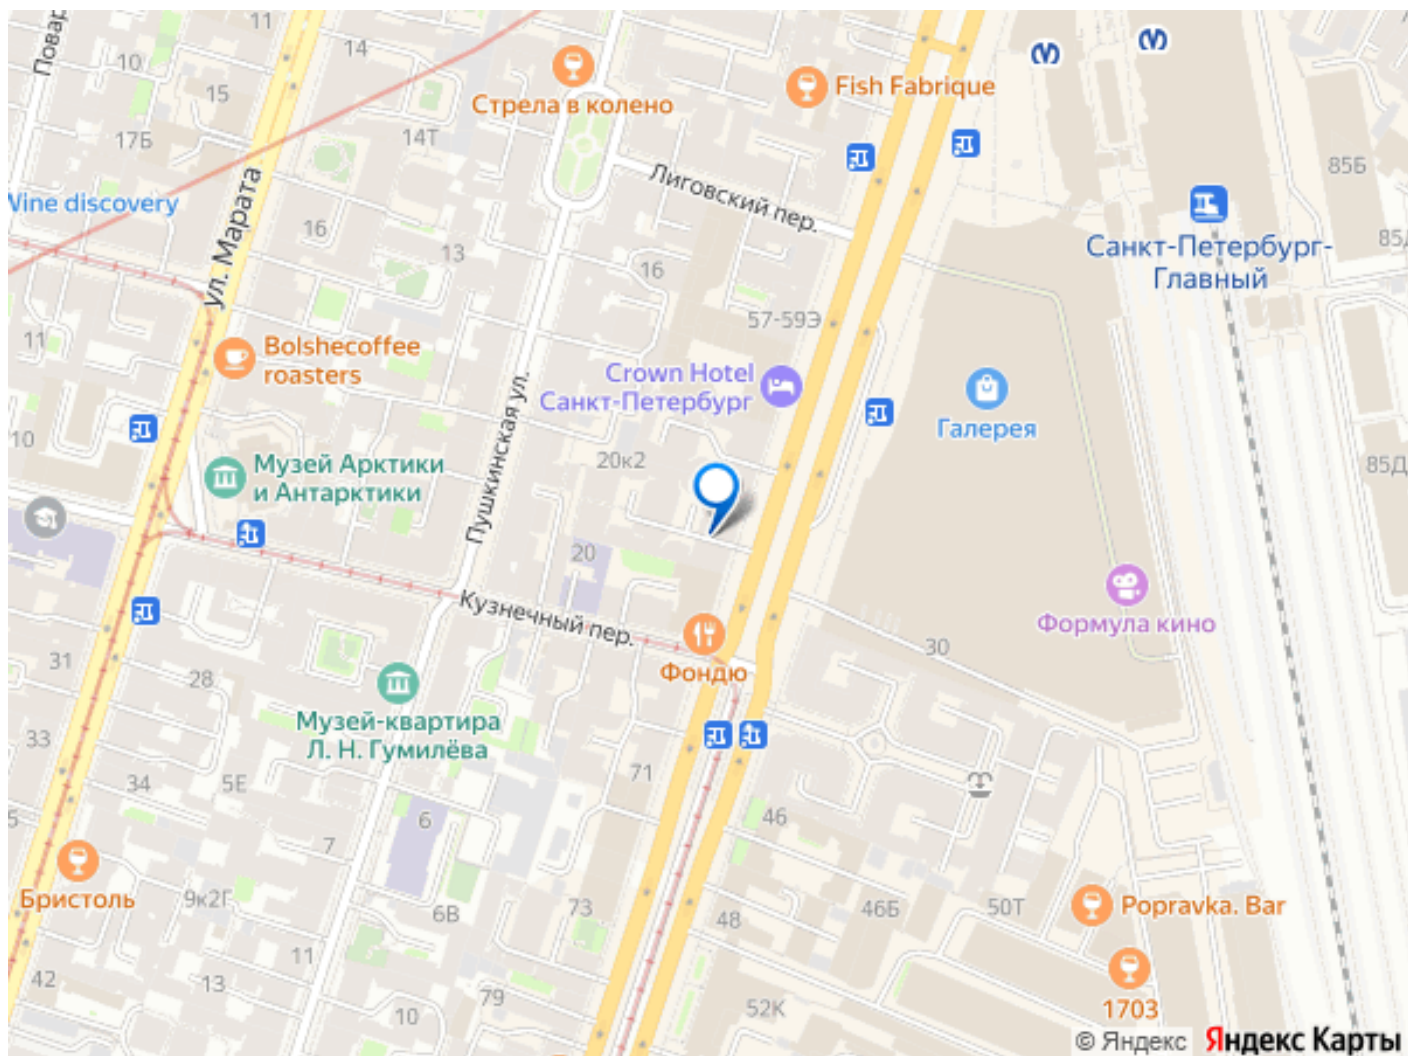 Повар
11
14
10
15
17Б
14Т
Стрела в колено
Fish Fabrique
85Б
Лиговский пер.
Wine discovery
ул. Марата
16
13
16
Санкт-Петербург-
Главный
57-59Э
11
Bolshecoffee
roasters
Crown Hotel
Санкт-Петербург
Галерея
Пушкинская ул.
10
20к2
Музей Арктики
и Антарктики
85Д
20
Кузнечный пер.
Формула кино
30
31
28
Фондю
Музей-квартира
Л. Н. Гумилёва
33
34
5Е
71
6
46
7
Бристоль
9к2Г
6В
73
48
46Б
50Т
Popravka. Bar
11
42
13
79
10
52К
1703
© Яндекс
Яндекс Карты